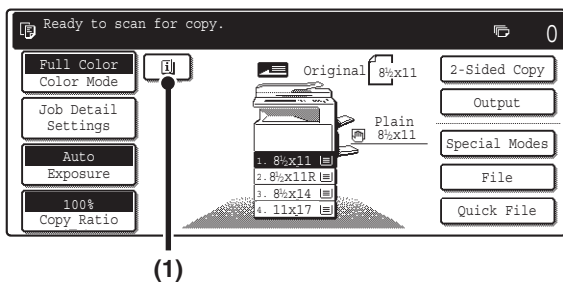 Ready to scan for copy.
0
Full Color
Color Mode
Job Detail
Settings
Auto
Exposure
100%
Copy Ratio
Original 8½x11
Plain
8½x11
1. 8½x11
2. 8½x11R
3. 8½x14
4. 11x17
2-Sided Copy
Output
Special Modes
File
Quick File
(1)